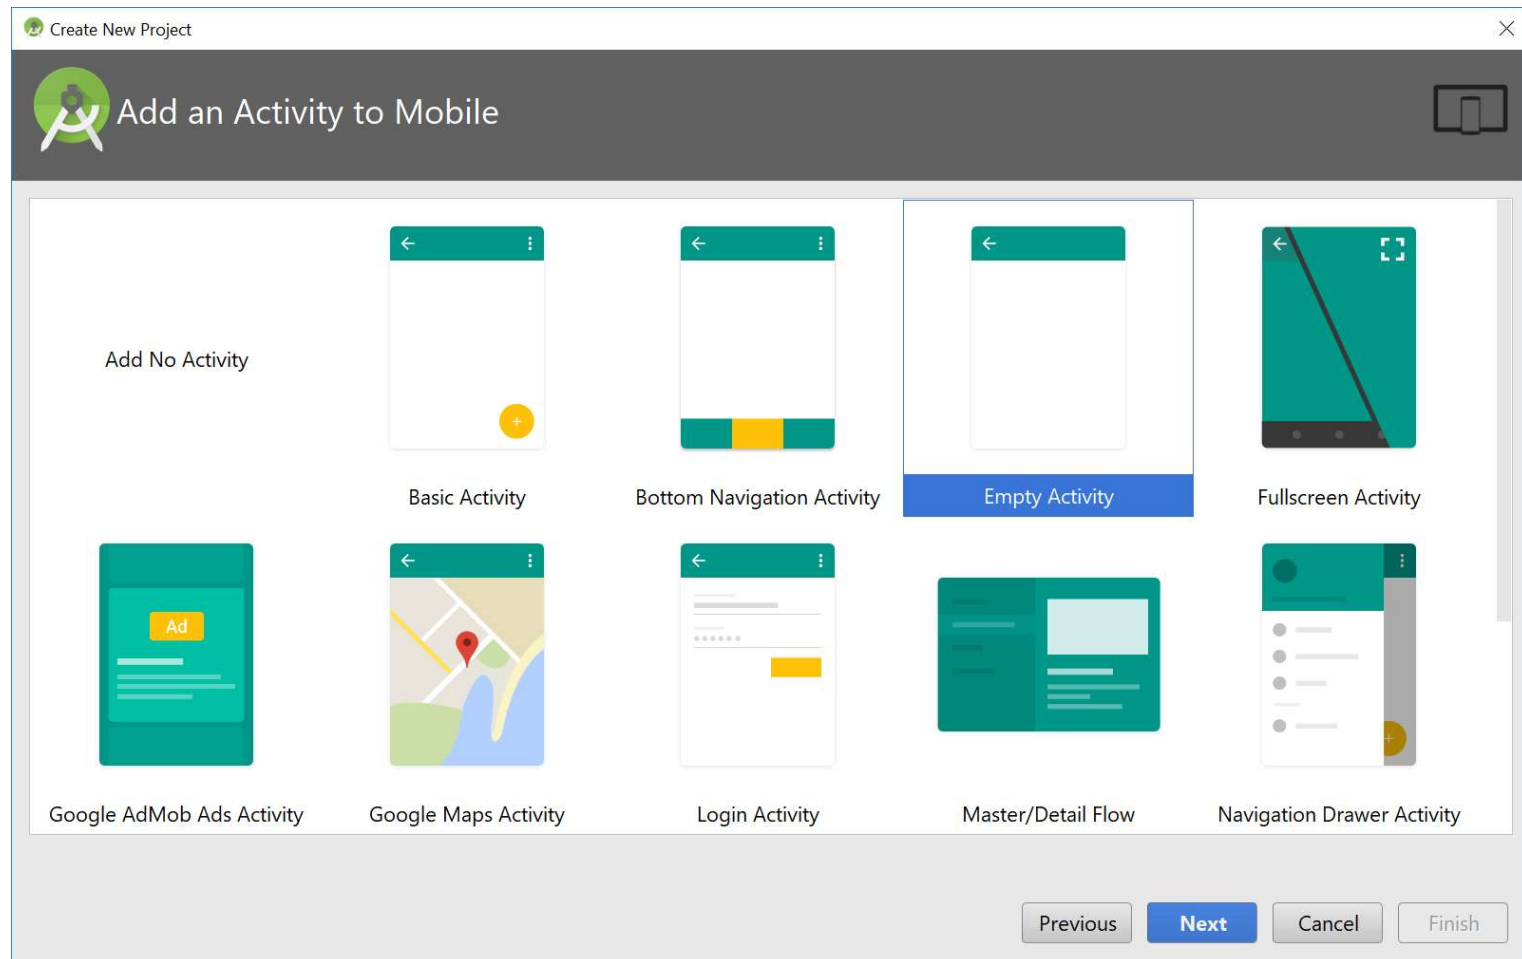 Create New Project
Add an Activity to Mobile
Add No Activity
Basic Activity
Bottom Navigation Activity
Empty Activity
Fullscreen Activity
Ad
Google AdMob Ads Activity
Google Maps Activity
Login Activity
Master/Detail Flow
Navigation Drawer Activity
Previous
Next
Cancel
Finish